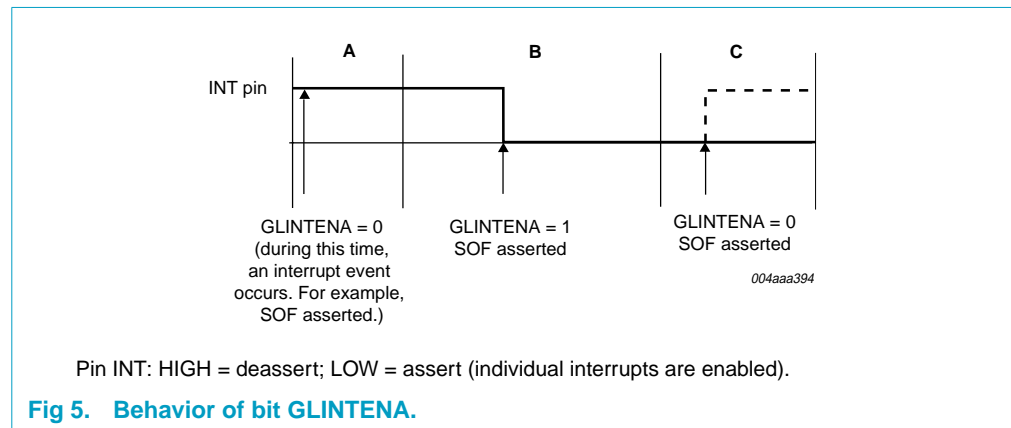 A
B
C
INT pin
GLINTENA = 0
(during this time,
an interrupt event
occurs. For example,
SOF asserted.)
GLINTENA = 1
SOF asserted
GLINTENA = 0
SOF asserted
004aaa394
Pin INT: HIGH = deassert; LOW = assert (individual interrupts are enabled).
Fig 5. Behavior of bit GLINTENA.